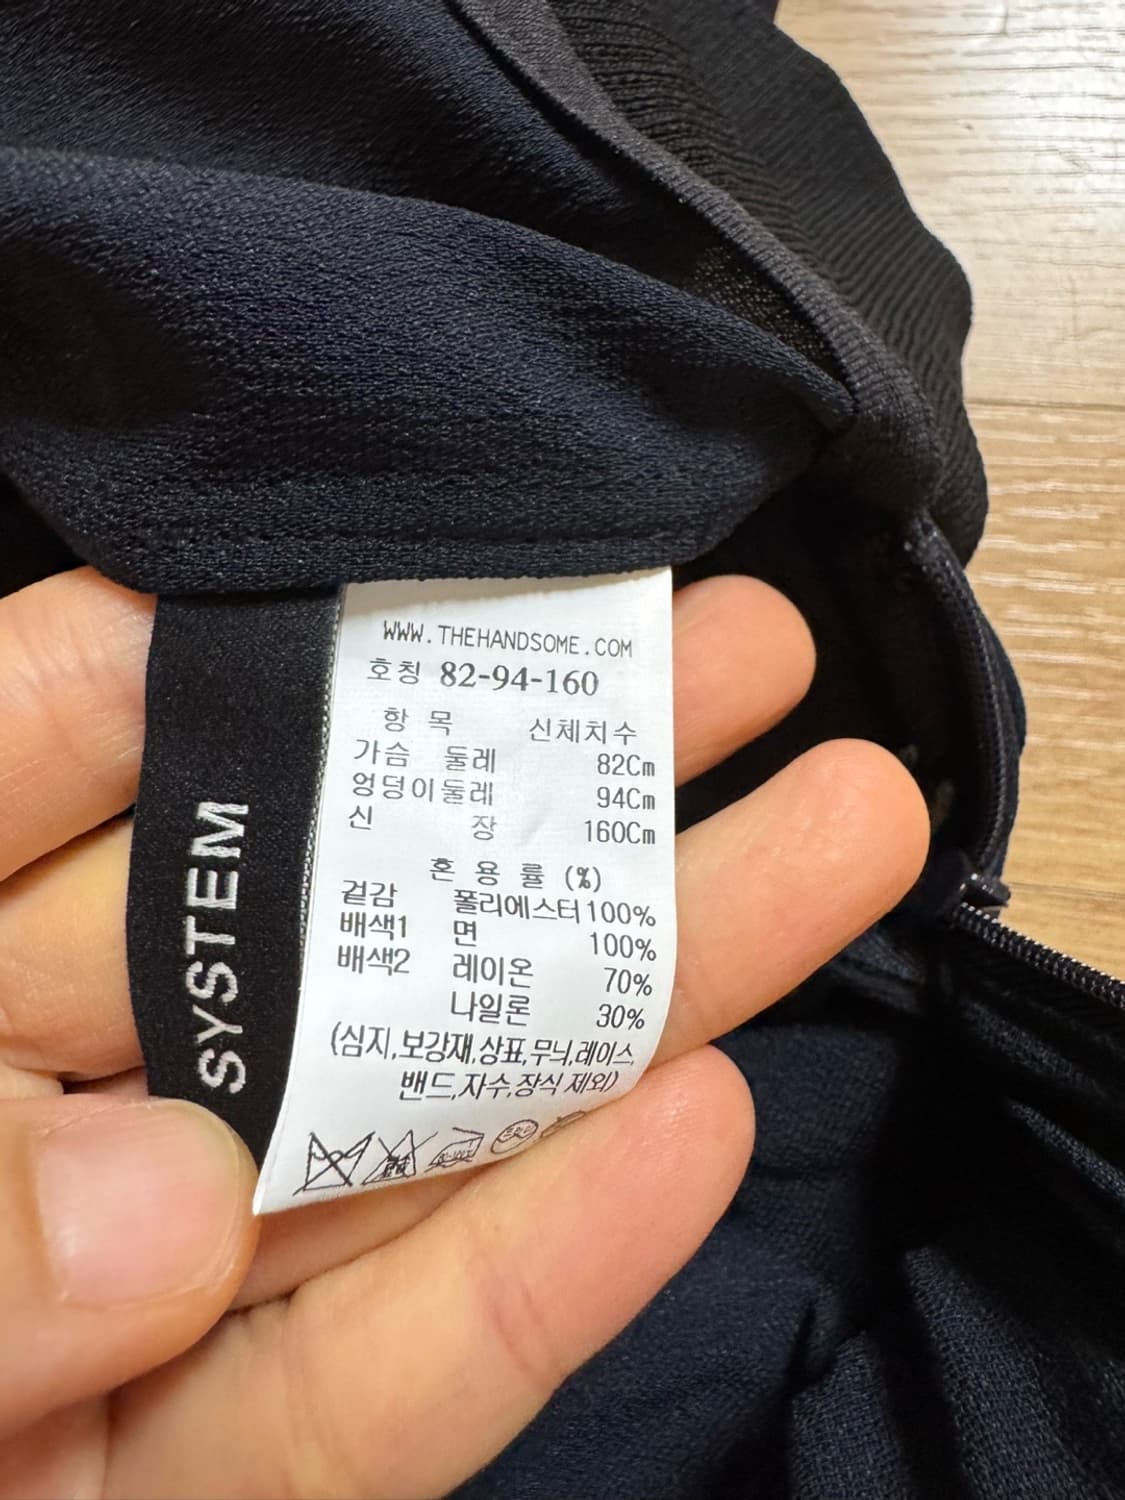 SYSTEM
WWW.THEHANDSOME.COM
호칭 82-94-160
항 목 신체치수
가슴 둘레 82Cm
엉덩이둘레 94Cm
신 장 160Cm
혼 용 률 (%)
겉감 폴리에스터 100%
배색1 면 100%
배색2 레이온 70%
나일론 30%
(심지,보강재,상표,무늬,레이스,
밴드,자수,장식 제외)